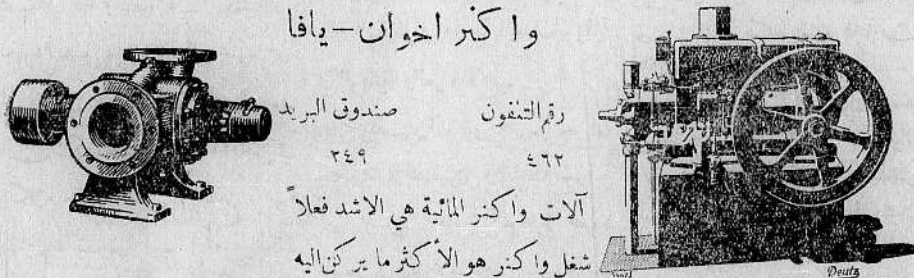 واكنر اخوان – يافا
رقم التلفون صندوق البريد
٤٦٢ ٢٤٩
آلات واكنر المائية هي الاشد فعلاً
شغل واكنر هو الأكثر ما يركن اليه
Deutz